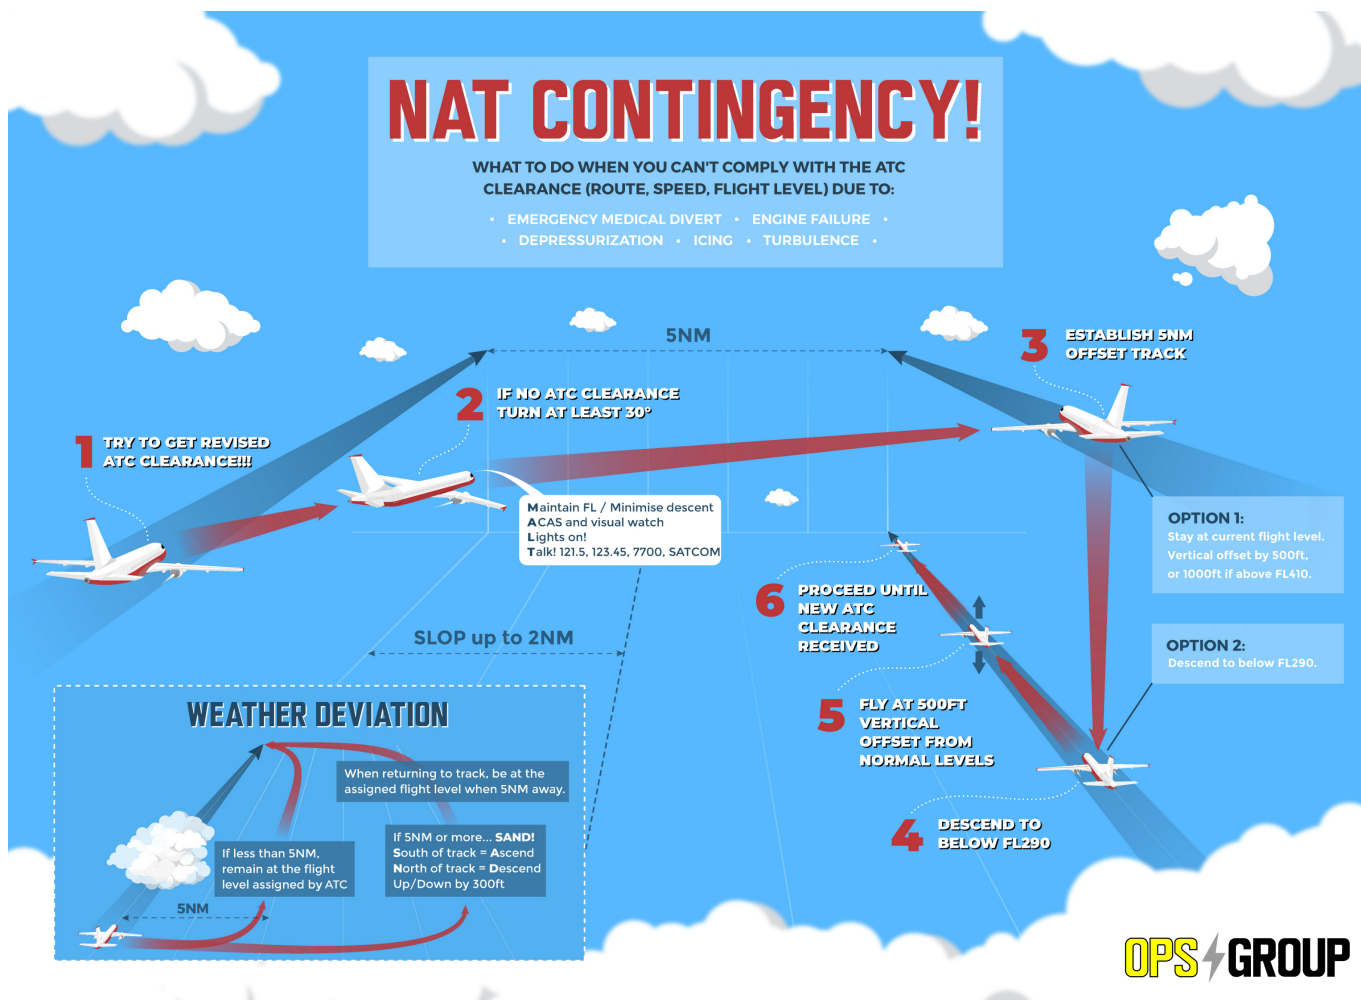 NAT CONTINGENCY!
WHAT TO DO WHEN YOU CAN'T COMPLY WITH THE ATC
CLEARANCE (ROUTE, SPEED, FLIGHT LEVEL) DUE TO:
• EMERGENCY MEDICAL DIVERT • ENGINE FAILURE •
• DEPRESSURIZATION • ICING • TURBULENCE •
5NM
1
TRY TO GET REVISED
ATC CLEARANCE!!!
2
IF NO ATC CLEARANCE
TURN AT LEAST 30°
Maintain FL / Minimise descent
ACAS and visual watch
Lights on!
Talk! 121.5, 123.45, 7700, SATCOM
3
ESTABLISH 5NM
OFFSET TRACK
OPTION 1:
Stay at current flight level.
Vertical offset by 500ft,
or 1000ft if above FL410.
OPTION 2:
Descend to below FL290.
4
DESCEND TO
BELOW FL290
5
FLY AT 500FT
VERTICAL
OFFSET FROM
NORMAL LEVELS
6
PROCEED UNTIL
NEW ATC
CLEARANCE
RECEIVED
SLOP up to 2NM
WEATHER DEVIATION
When returning to track, be at the
assigned flight level when 5NM away.
If less than 5NM,
remain at the flight
level assigned by ATC
If 5NM or more... SAND!
South of track = Ascend
North of track = Descend
Up/Down by 300ft
5NM
OPS GROUP